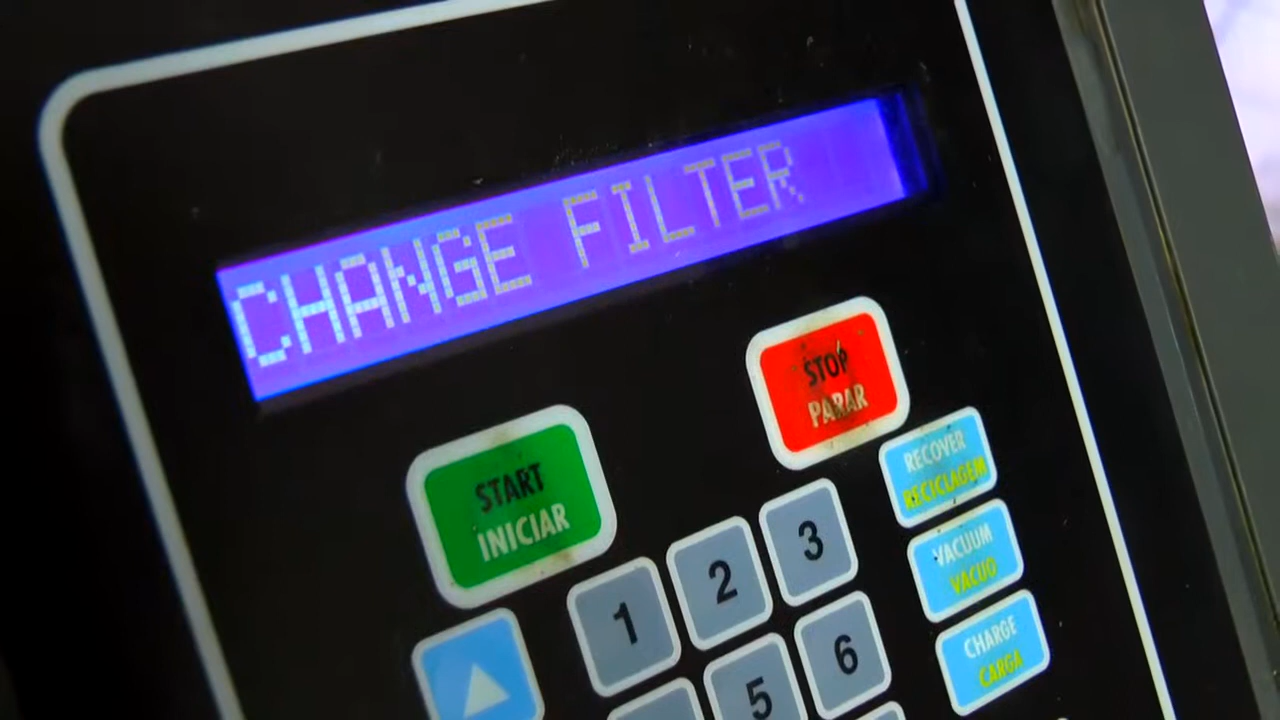 CHANGE FILTER
START
INICIAR
STOP
PARAR
RECOVER
RECICLAGEM
VACUUM
VACUO
CHARGE
CARGA
1
2
3
5
6